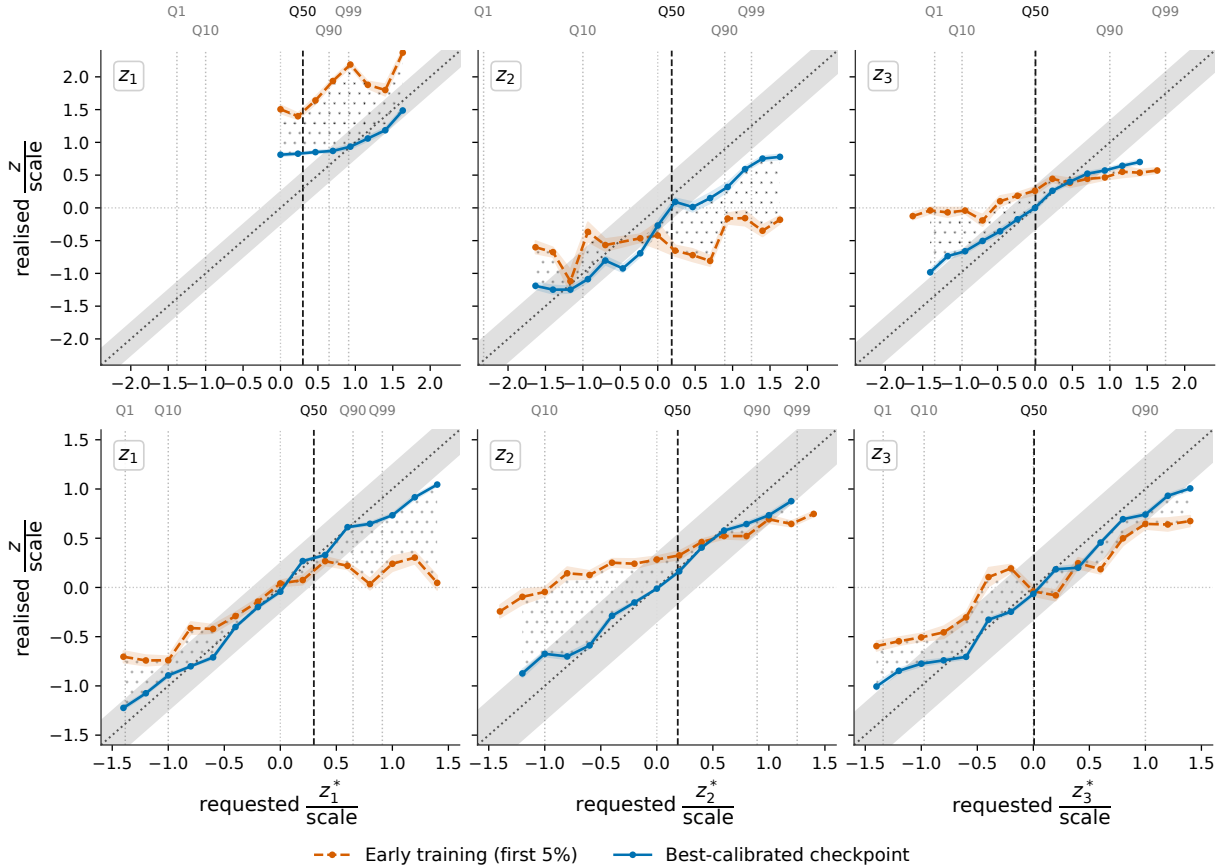 Q1 Q50 Q99 Q1 Q50 Q99 Q1 Q50 Q99
Q10 Q90 Q10 Q90 Q10 Q90
z1 z2 z3
2.0
1.5
1.0
0.5
0.0
−0.5
−1.0
−1.5
−2.0
realised z/scale
−2.0 −1.5 −1.0 −0.5 0.0 0.5 1.0 1.5 2.0 −2.0 −1.5 −1.0 −0.5 0.0 0.5 1.0 1.5 2.0 −2.0 −1.5 −1.0 −0.5 0.0 0.5 1.0 1.5 2.0
Q1 Q10 Q50 Q90 Q99 Q10 Q50 Q90 Q99 Q1 Q10 Q50 Q90
z1 z2 z3
1.5
1.0
0.5
0.0
−0.5
−1.0
−1.5
realised z/scale
−1.5 −1.0 −0.5 0.0 0.5 1.0 1.5 −1.5 −1.0 −0.5 0.0 0.5 1.0 1.5 −1.5 −1.0 −0.5 0.0 0.5 1.0 1.5
requested z1*/scale requested z2*/scale requested z3*/scale
Early training (first 5%) Best-calibrated checkpoint